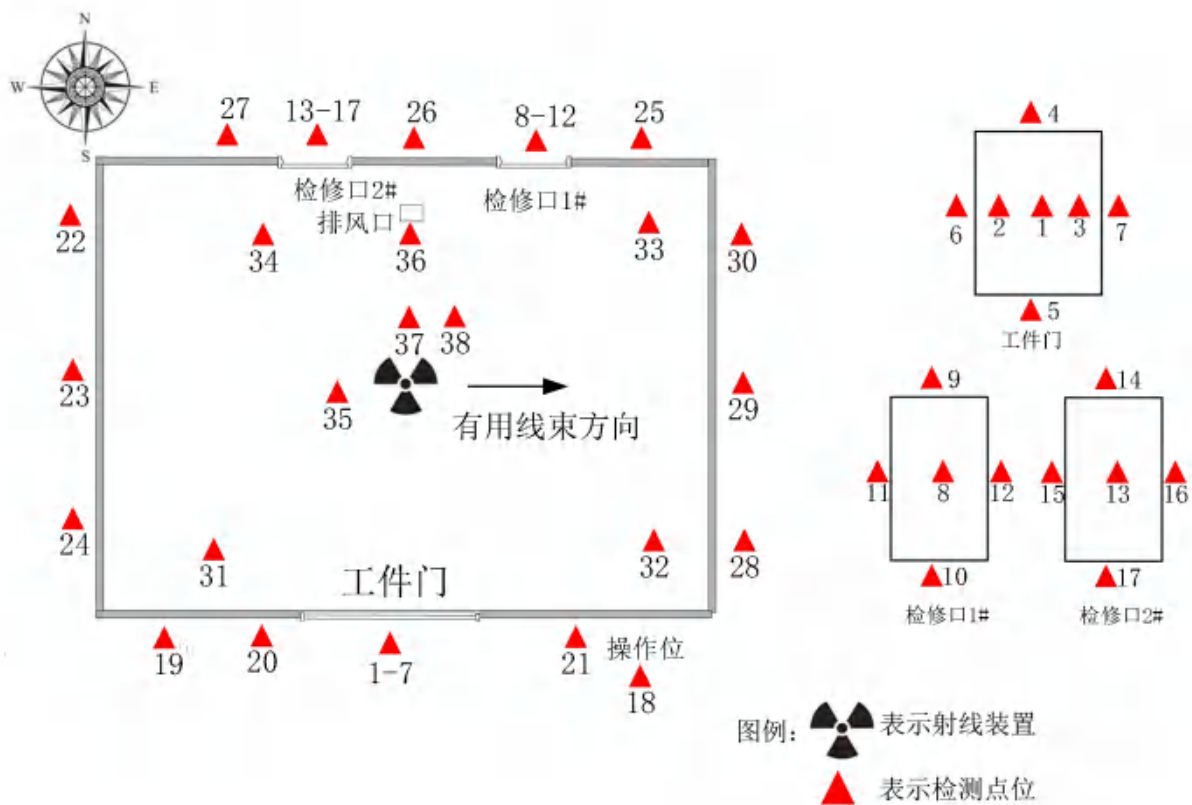 N
W E
S
27 13-17 26 8-12 25
检修口2# 检修口1#
排风口
22 34 36 33 30
37 38
23 35 有用线束方向 29
24 31 工件门 32 28
19 20 1-7 21 操作位
18
4
6 2 1 3 7
5
工件门
9 14
11 8 12 15 13 16
10 17
检修口1# 检修口2#
图例: 表示射线装置
表示检测点位